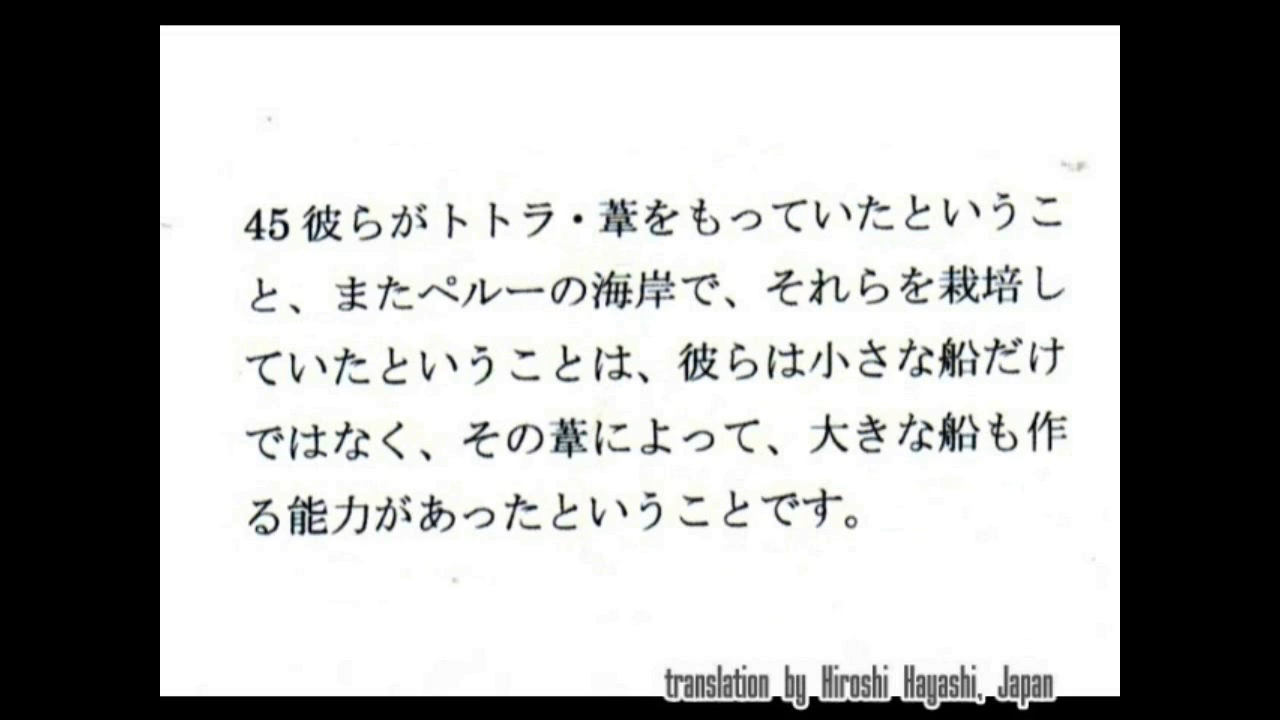 45 彼らがトトラ・葦をもっていたというこ
と、またペルーの海岸で、それらを栽培し
ていたということは、彼らは小さな船だけ
ではなく、その葦によって、大きな船も作
る能力があったということです。
translation by Hiroshi Hayashi, Japan